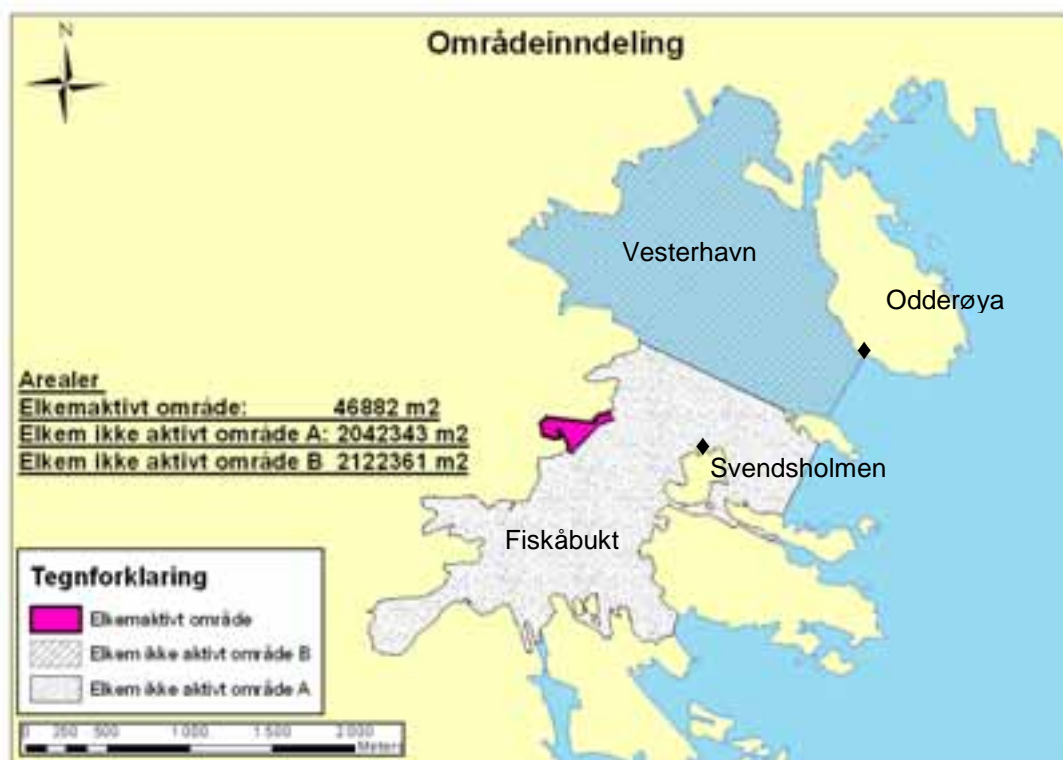 N
Områdeinndeling
Vesterhavn
Odderøya
Arealer
Elkemaktivt område: 46882 m2
Elkem ikke aktivt område A: 2042343 m2
Elkem ikke aktivt område B 2122361 m2
Svendsholmen
Fiskåbukt
Tegnforklaring
Elkemaktivt område
Elkem ikke aktivt område B
Elkem ikke aktivt område A
0 250 500 1 000 1 500 2 000
Meters